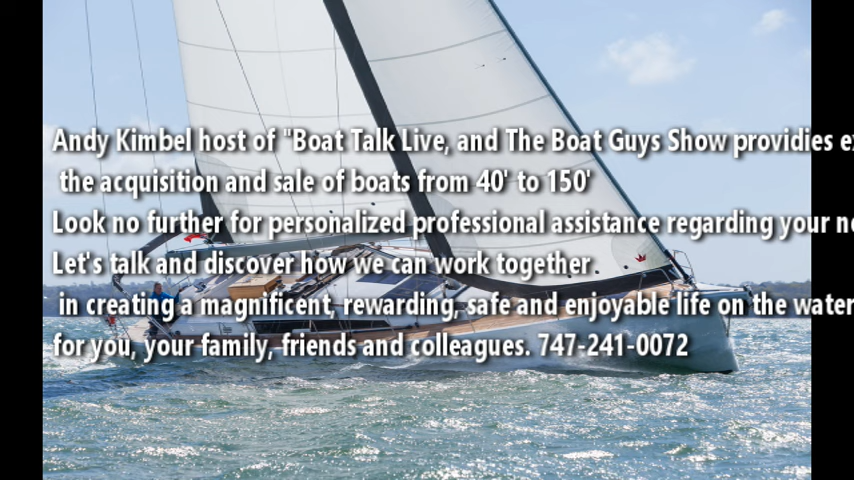 Andy Kimbel host of "Boat Talk Live, and The Boat Guys Show providies
the acquisition and sale of boats from 40' to 150'
Look no further for personalized professional assistance regarding your
Let's talk and discover how we can work together
in creating a magnificent, rewarding, safe and enjoyable life on the water
for you, your family, friends and colleagues. 747-241-0072